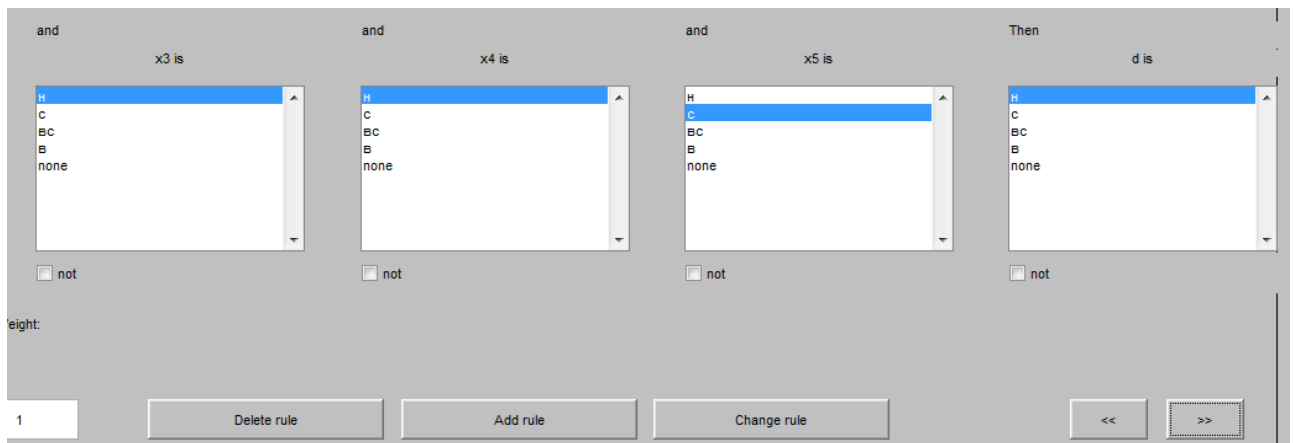 and and and Then
x3 is x4 is x5 is d is
H H H H
C C C C
BC BC BC BC
B B B B
none none none none
not not not not
eight:
1 Delete rule Add rule Change rule << >>